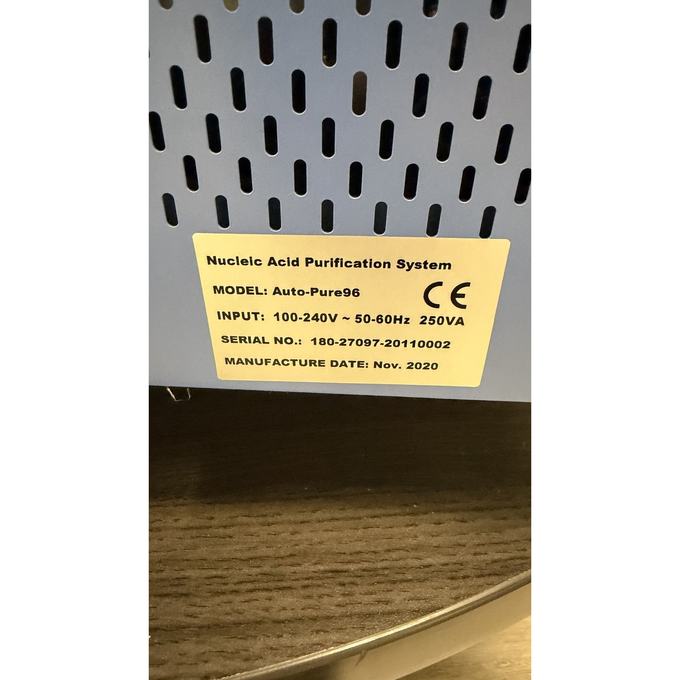 Nucleic Acid Purification System
MODEL: Auto-Pure96 CE
INPUT: 100-240V ~ 50-60Hz 250VA
SERIAL NO.: 180-27097-20110002
MANUFACTURE DATE: Nov. 2020